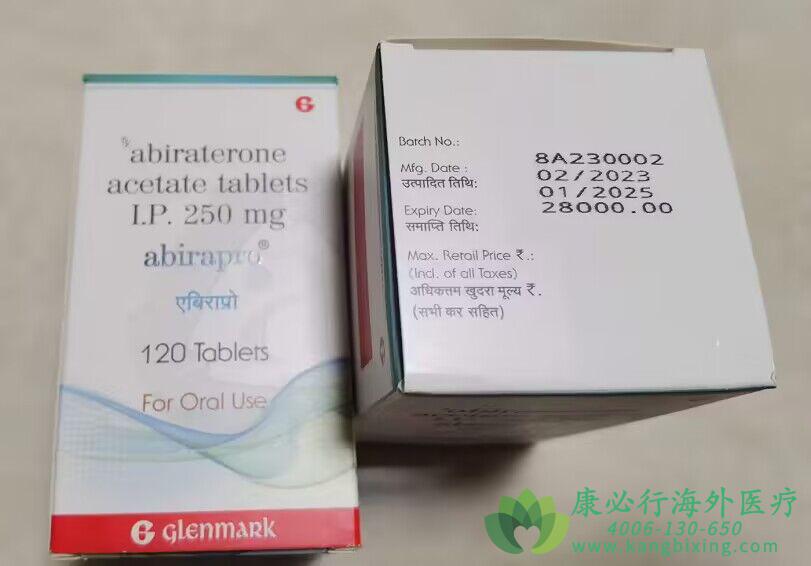 G
℞
abiraterone
acetate tablets
I.P. 250 mg
abirapro®
एबिराप्रो
120 Tablets
For Oral Use
G GLENMARK
Batch No.:
8A230002
Mfg. Date :
02/2023
उत्पादित तिथि:
01/2025
Expiry Date:
28000.00
समाप्ति तिथि:
Max. Retail Price ₹.:
(Incl. of all Taxes)
अधिकतम खुदरा मूल्य ₹.
(सभी कर सहित)
康必行海外医疗
4006-130-650
www.kangbixing.com